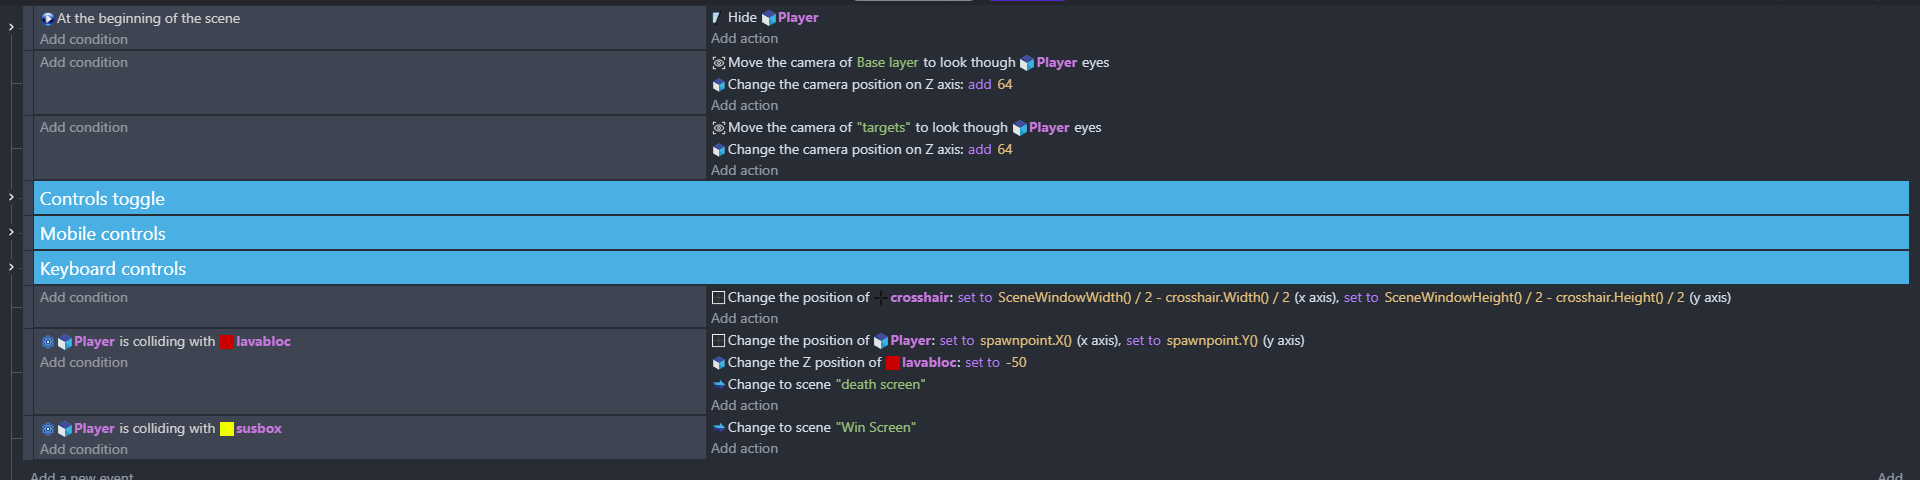 At the beginning of the scene
Add condition
Hide Player
Add action
Add condition
Move the camera of Base layer to look though Player eyes
Change the camera position on Z axis: add 64
Add action
Add condition
Move the camera of "targets" to look though Player eyes
Change the camera position on Z axis: add 64
Add action
Controls toggle
Mobile controls
Keyboard controls
Add condition
Change the position of crosshair: set to SceneWindowWidth() / 2 - crosshair.Width() / 2 (x axis), set to SceneWindowHeight() / 2 - crosshair.Height() / 2 (y axis)
Add action
Player is colliding with lavabloc
Add condition
Change the position of Player: set to spawnpoint.X() (x axis), set to spawnpoint.Y() (y axis)
Change the Z position of lavabloc: set to -50
Change to scene "death screen"
Add action
Player is colliding with susbox
Add condition
Change to scene "Win Screen"
Add action
Add a new event
Add